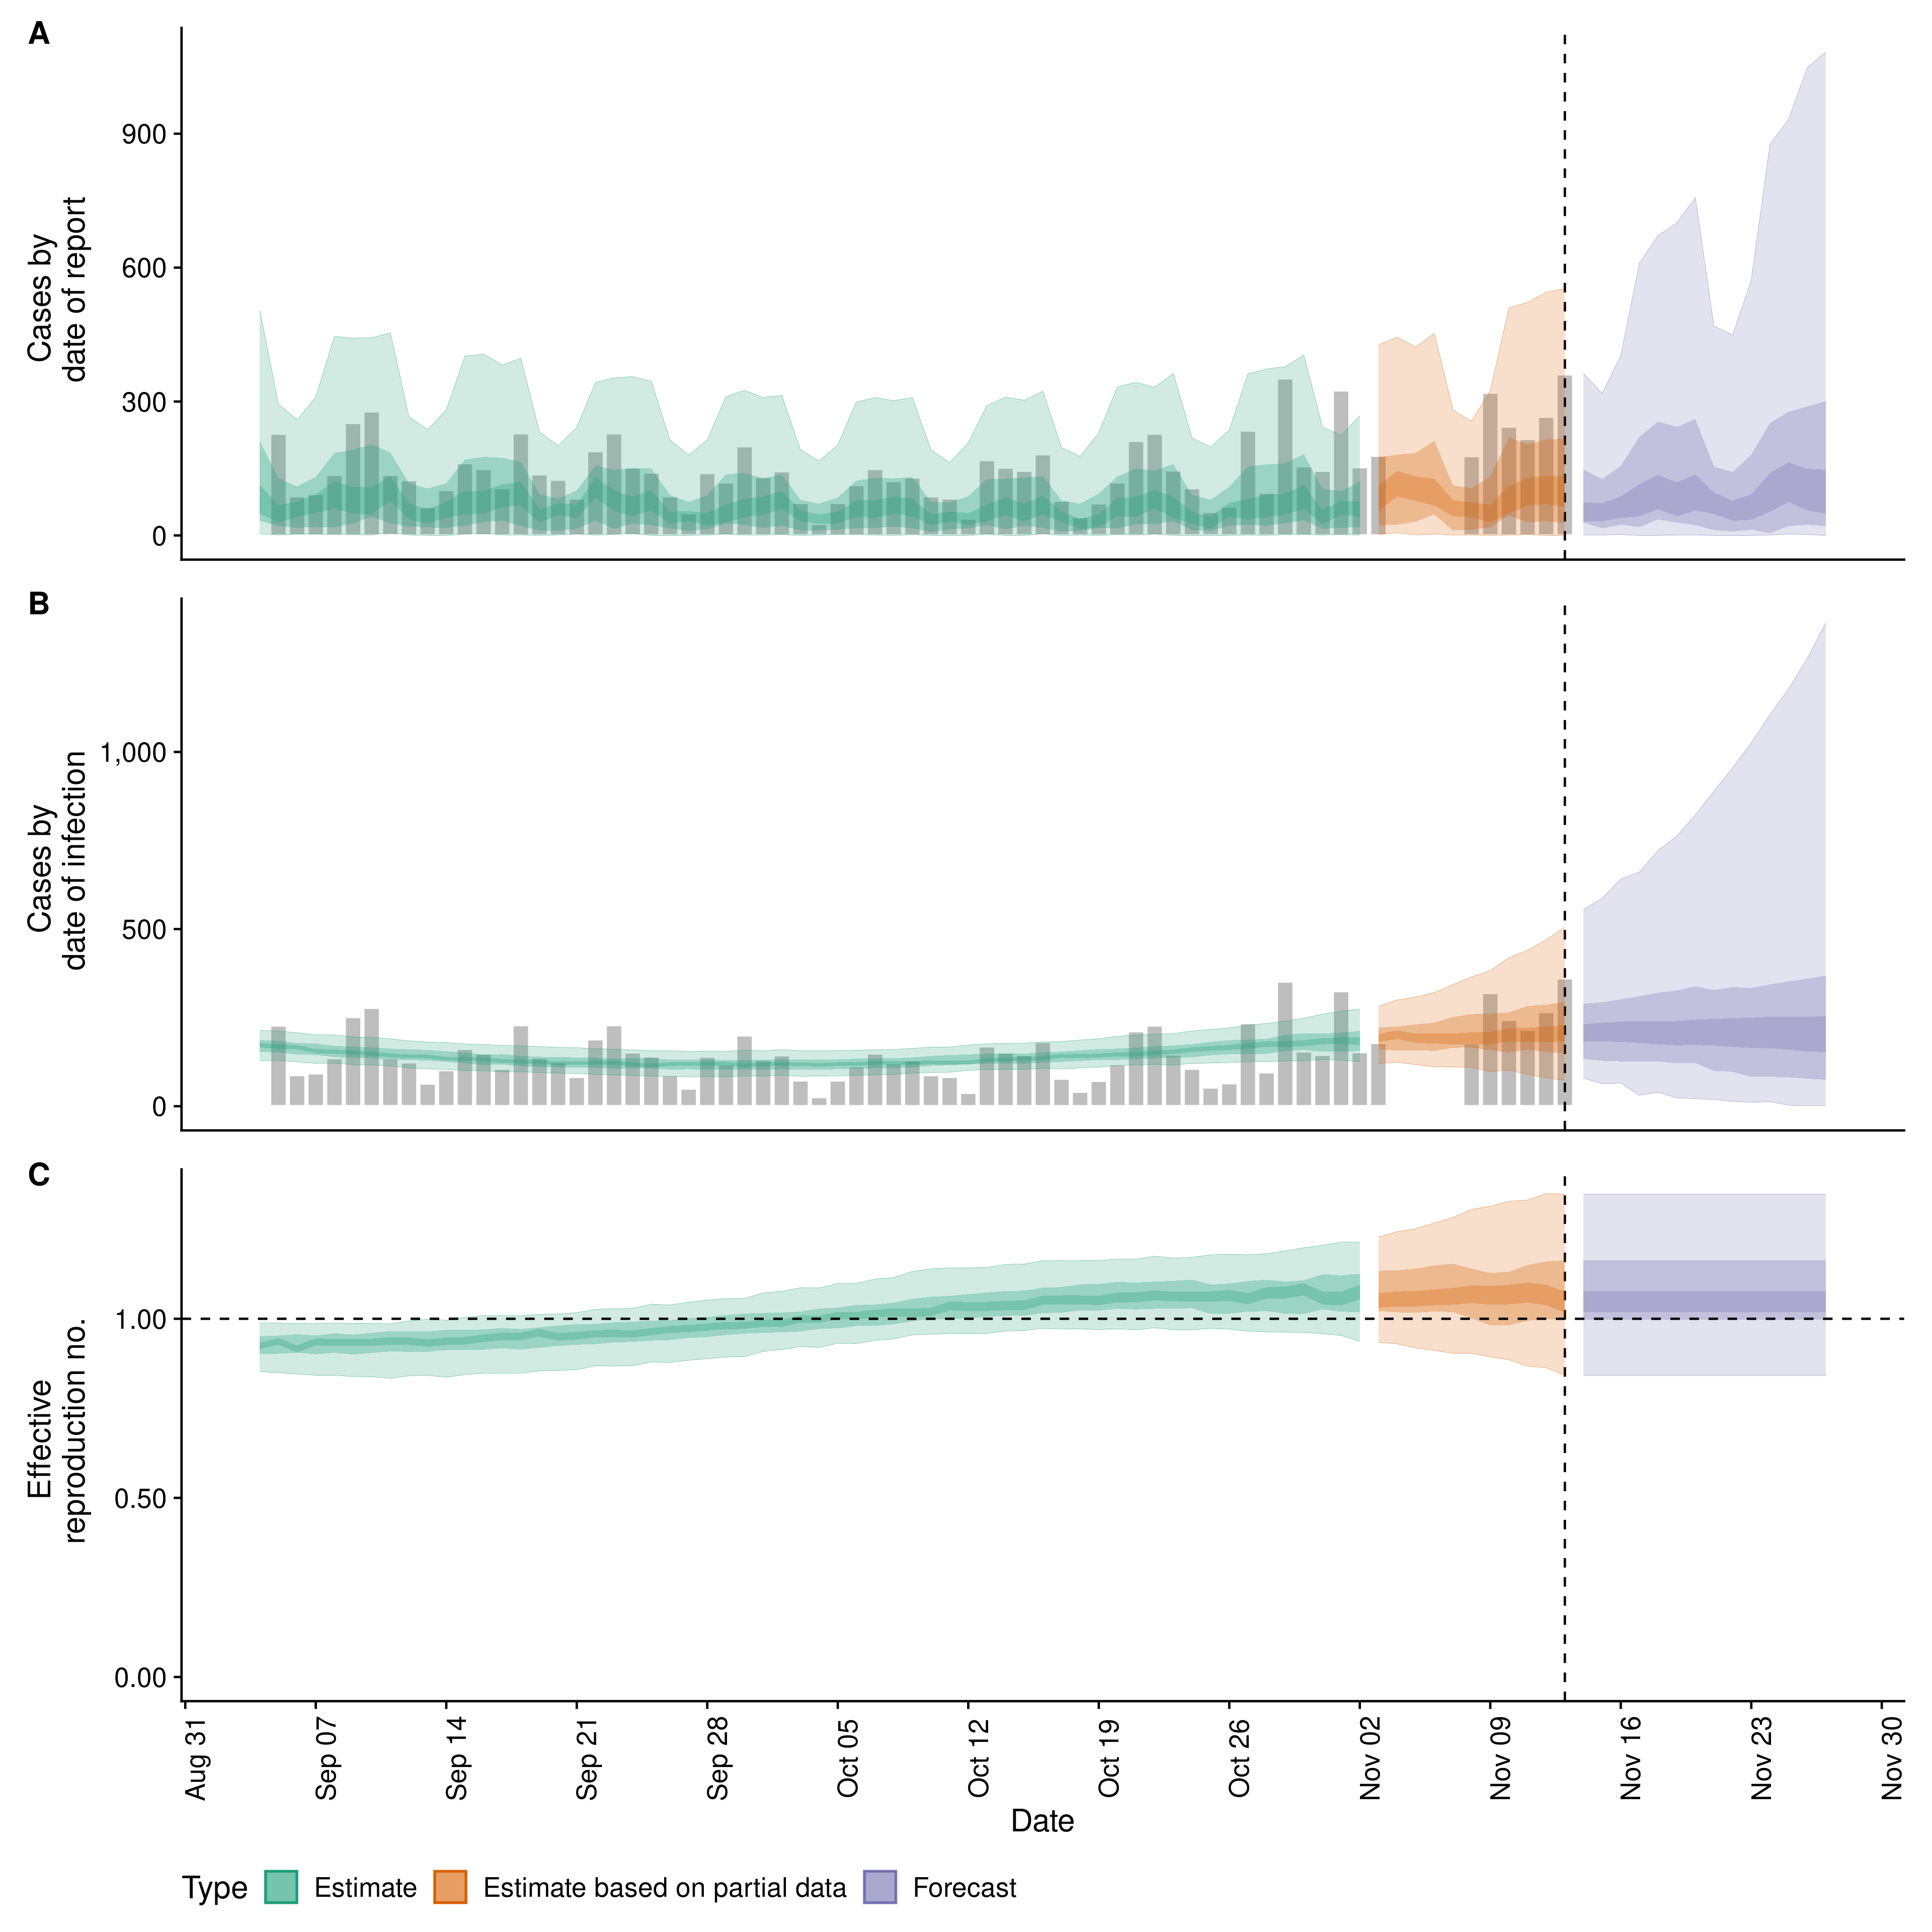 A
Cases by
date of report
900
600
300
0
B
Cases by
date of infection
1,000
500
0
C
Effective
reproduction no.
1.00
0.50
0.00
Aug 31
Sep 07
Sep 14
Sep 21
Sep 28
Oct 05
Oct 12
Oct 19
Oct 26
Nov 02
Nov 09
Nov 16
Nov 23
Nov 30
Date
Type Estimate Estimate based on partial data Forecast